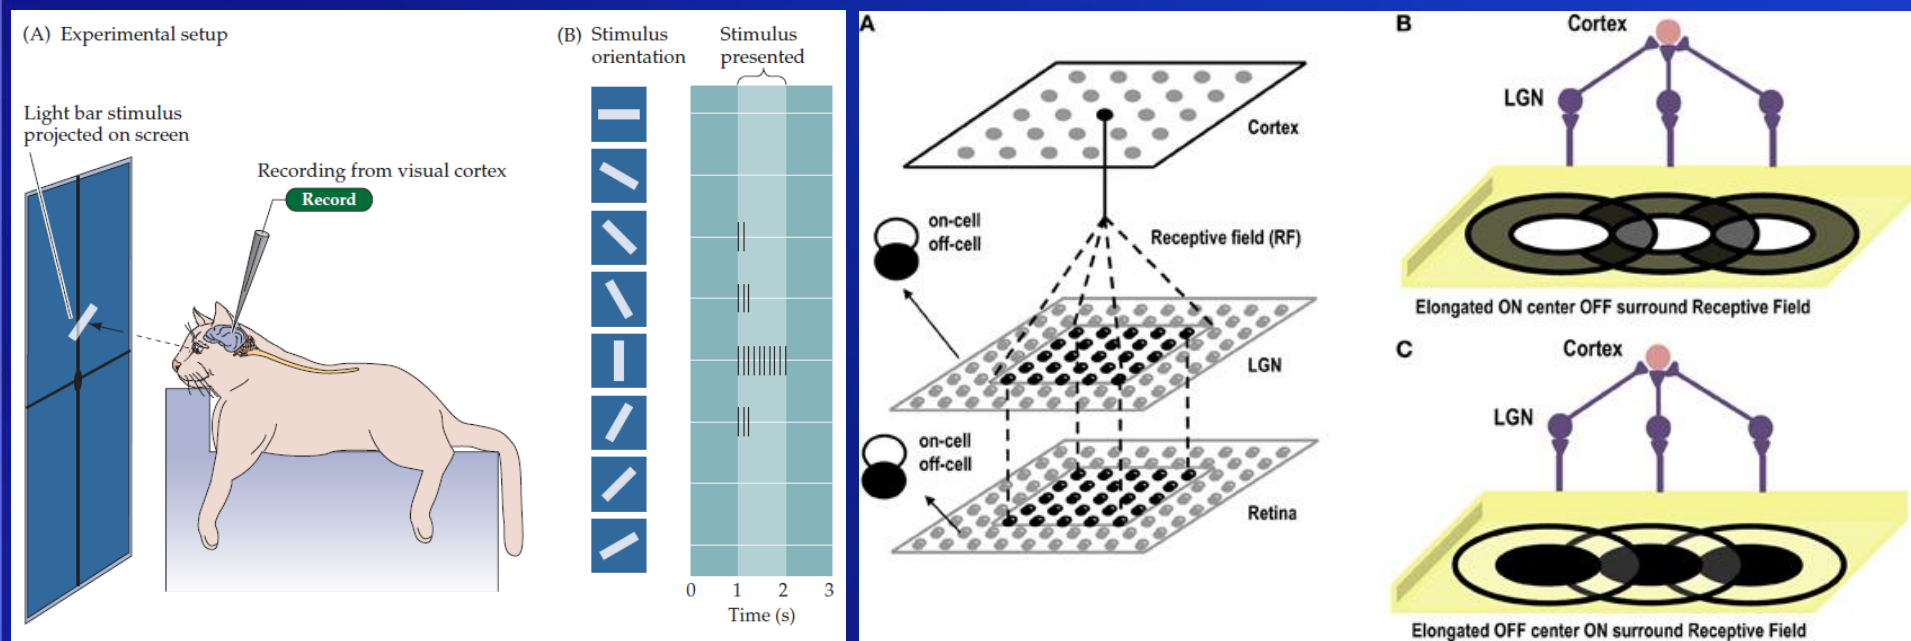 (A) Experimental setup
Light bar stimulus
projected on screen
Recording from visual cortex
Record
(B) Stimulus
orientation
Stimulus
presented
0 1 2 3
Time (s)
A
Cortex
on-cell
off-cell
Receptive field (RF)
LGN
on-cell
off-cell
Retina
B
Cortex
LGN
Elongated ON center OFF surround Receptive Field
C
Cortex
LGN
Elongated OFF center ON surround Receptive Field